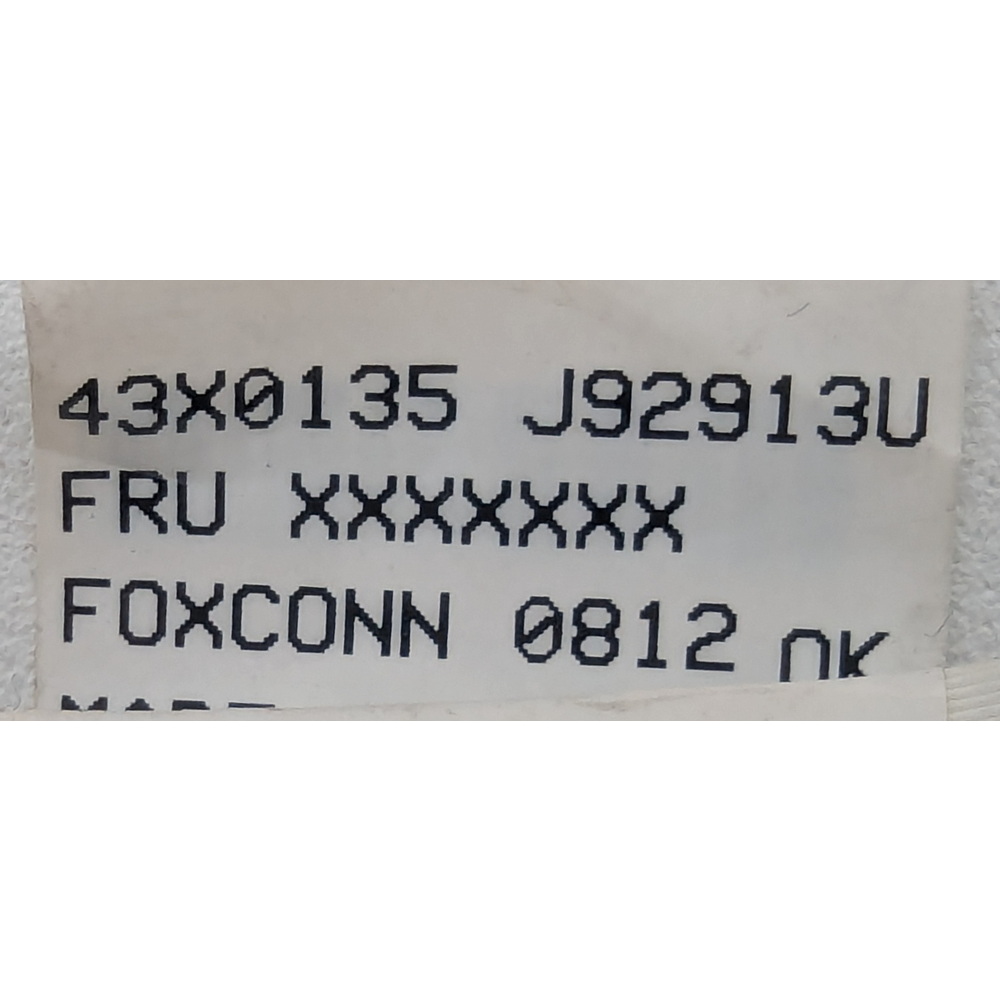 43X0135 J92913U
FRU XXXXXXX
FOXCONN 0812 OK